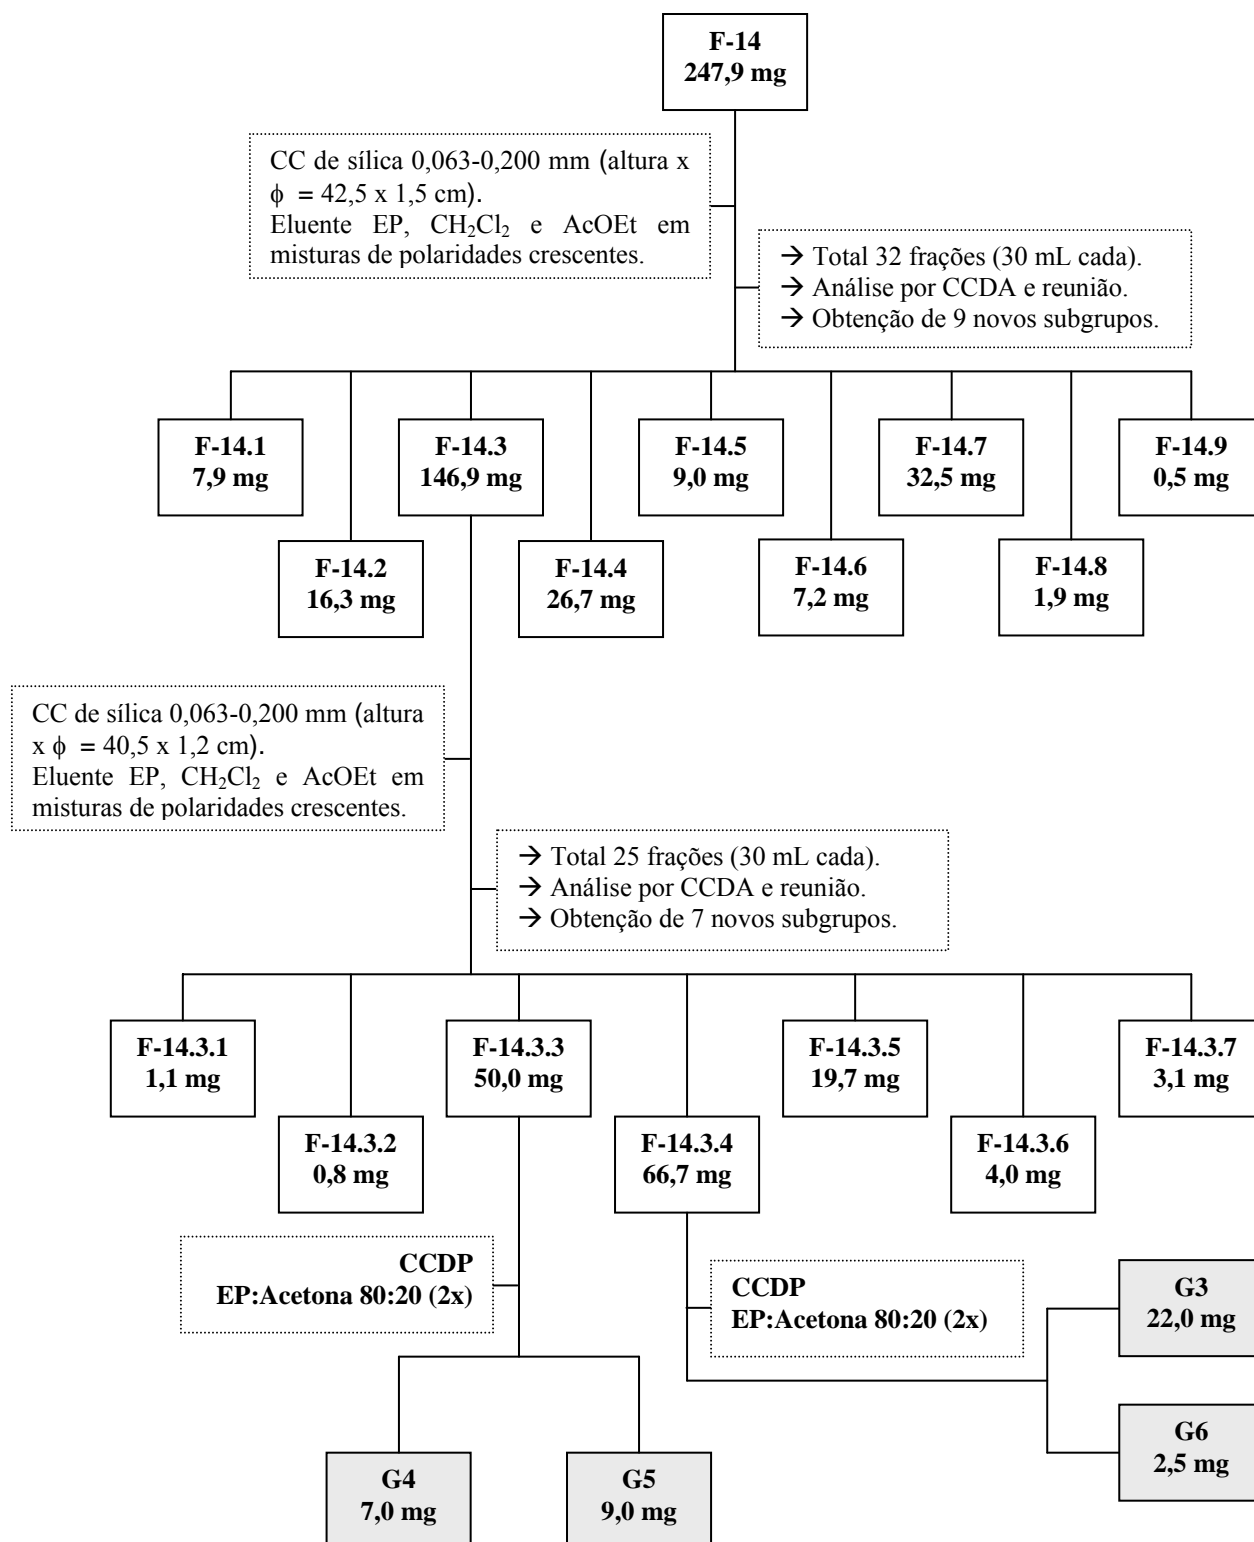 F-14
247,9 mg
CC de sílica 0,063-0,200 mm (altura x
ϕ = 42,5 x 1,5 cm).
Eluente EP, CH₂Cl₂ e AcOEt em
misturas de polaridades crescentes.
→ Total 32 frações (30 mL cada).
→ Análise por CCDA e reunião.
→ Obtenção de 9 novos subgrupos.
F-14.1
7,9 mg
F-14.3
146,9 mg
F-14.5
9,0 mg
F-14.7
32,5 mg
F-14.9
0,5 mg
F-14.2
16,3 mg
F-14.4
26,7 mg
F-14.6
7,2 mg
F-14.8
1,9 mg
CC de sílica 0,063-0,200 mm (altura
x ϕ = 40,5 x 1,2 cm).
Eluente EP, CH₂Cl₂ e AcOEt em
misturas de polaridades crescentes.
→ Total 25 frações (30 mL cada).
→ Análise por CCDA e reunião.
→ Obtenção de 7 novos subgrupos.
F-14.3.1
1,1 mg
F-14.3.3
50,0 mg
F-14.3.5
19,7 mg
F-14.3.7
3,1 mg
F-14.3.2
0,8 mg
F-14.3.4
66,7 mg
F-14.3.6
4,0 mg
CCDP
EP:Acetona 80:20 (2x)
CCDP
EP:Acetona 80:20 (2x)
G3
22,0 mg
G6
2,5 mg
G4
7,0 mg
G5
9,0 mg